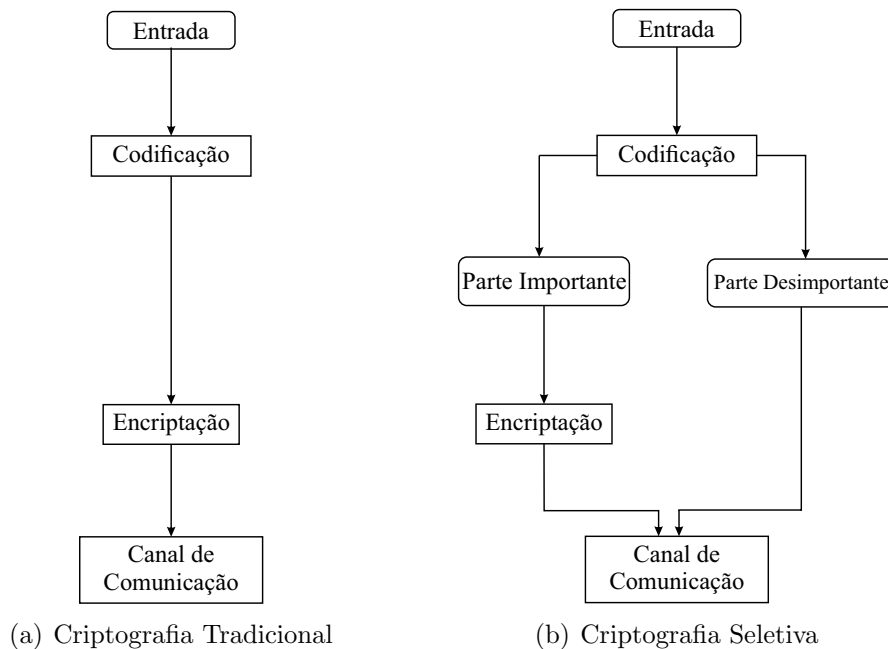 Entrada
Codificação
Encriptação
Canal de
Comunicação
(a) Criptografia Tradicional
Entrada
Codificação
Parte Importante
Parte Desimportante
Encriptação
Canal de
Comunicação
(b) Criptografia Seletiva